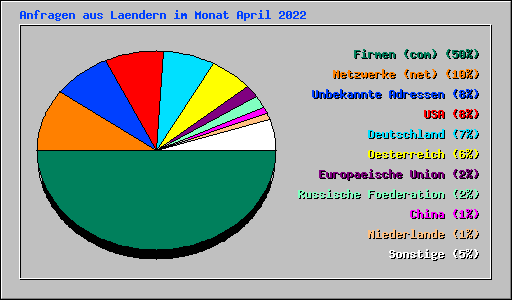 Anfragen aus Laendern im Monat April 2022
Firmen (com) (50%)
Netzwerke (net) (10%)
Unbekannte Adressen (8%)
USA (8%)
Deutschland (7%)
Oesterreich (6%)
Europaeische Union (2%)
Russische Foederation (2%)
China (1%)
Niederlande (1%)
Sonstige (5%)